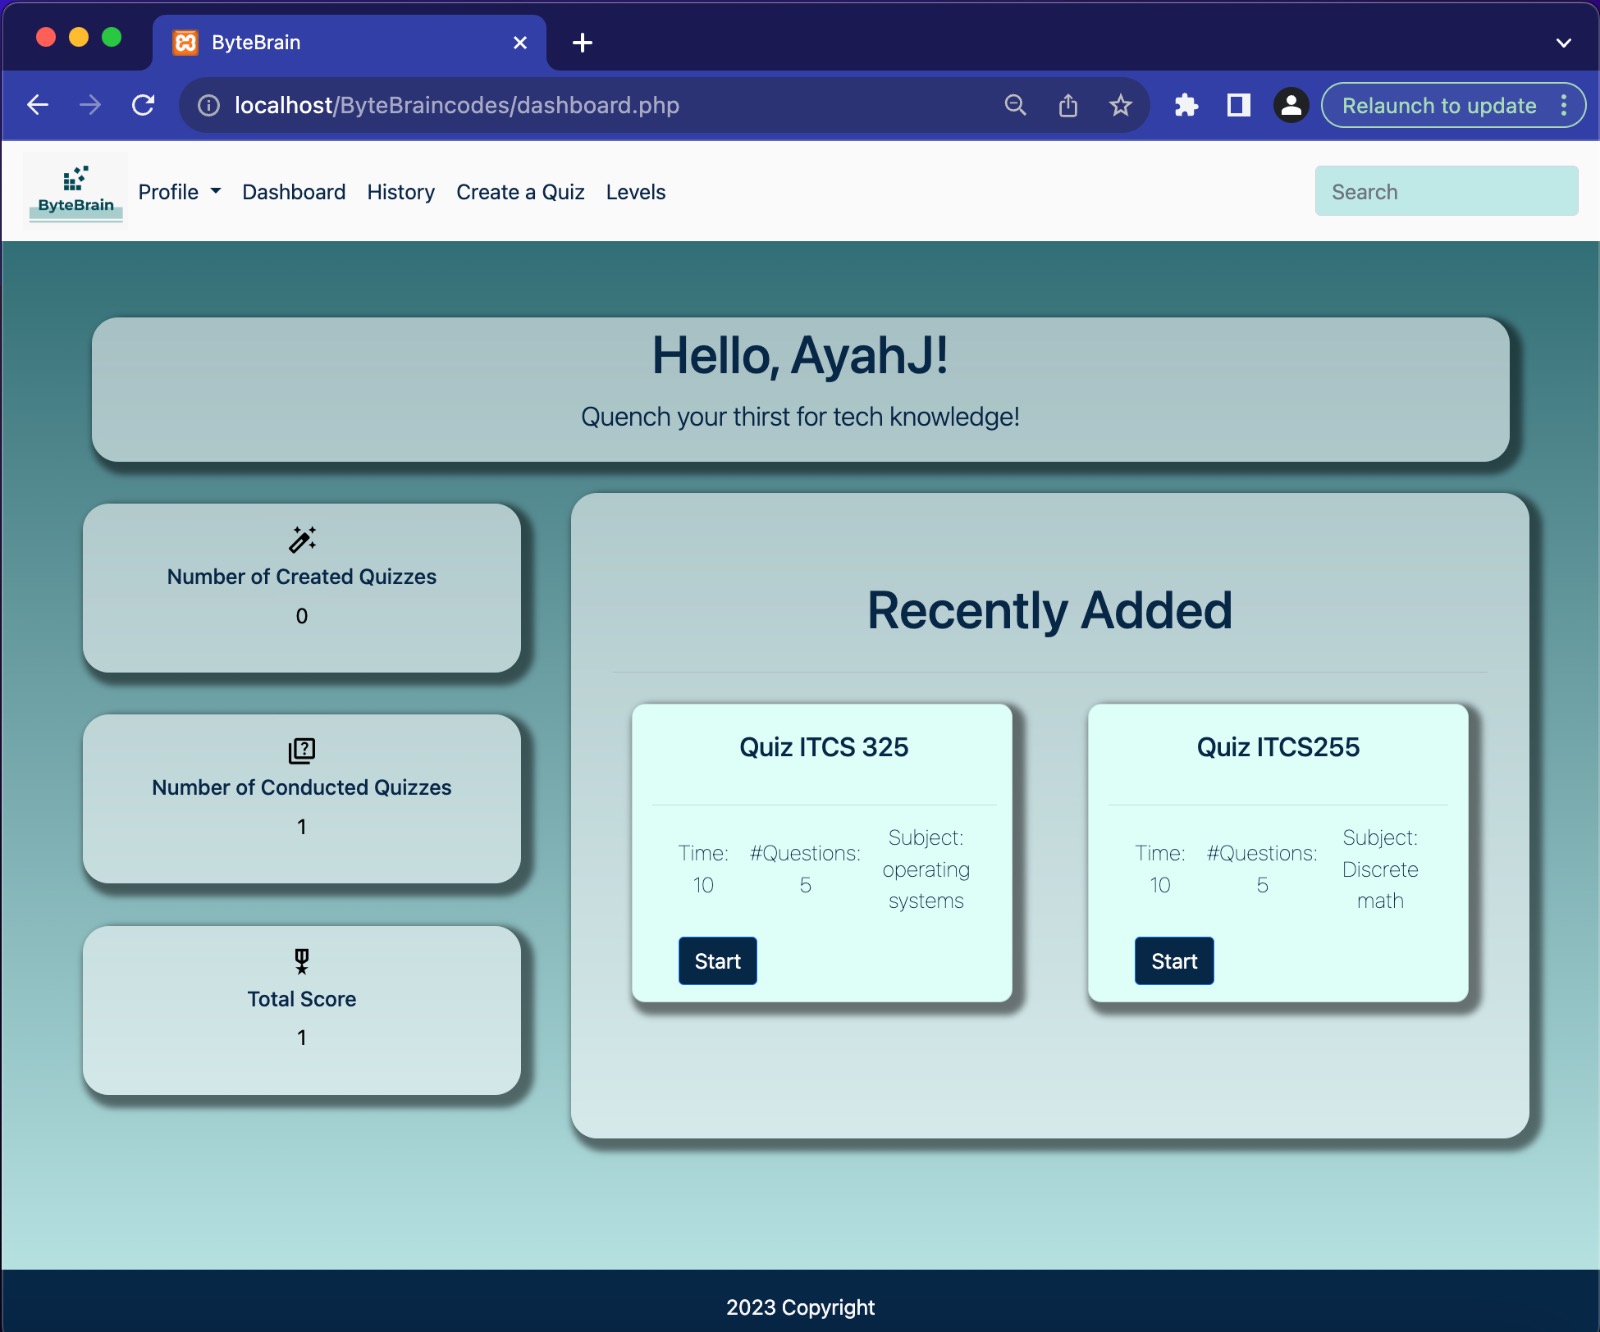 ByteBrain
localhost/ByteBraincodes/dashboard.php
Relaunch to update
ByteBrain
Profile
Dashboard
History
Create a Quiz
Levels
Search
Hello, AyahJ!
Quench your thirst for tech knowledge!
Number of Created Quizzes
0
Number of Conducted Quizzes
1
Total Score
1
Recently Added
Quiz ITCS 325
Time:
10
#Questions:
5
Subject:
operating
systems
Start
Quiz ITCS255
Time:
10
#Questions:
5
Subject:
Discrete
math
Start
2023 Copyright